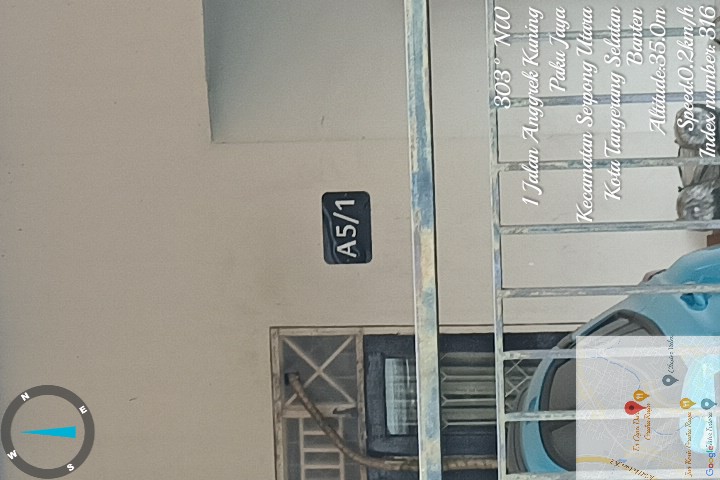 303° NW
1 Jalan Anggrek Kuning
Paku Jaya
Kecamatan Serpong Utara
Kota Tangerang Selatan
Banten
Altitude:35.0m
Speed:0.2km/h
Index number: 316
A5/1
N
E
S
W
Google